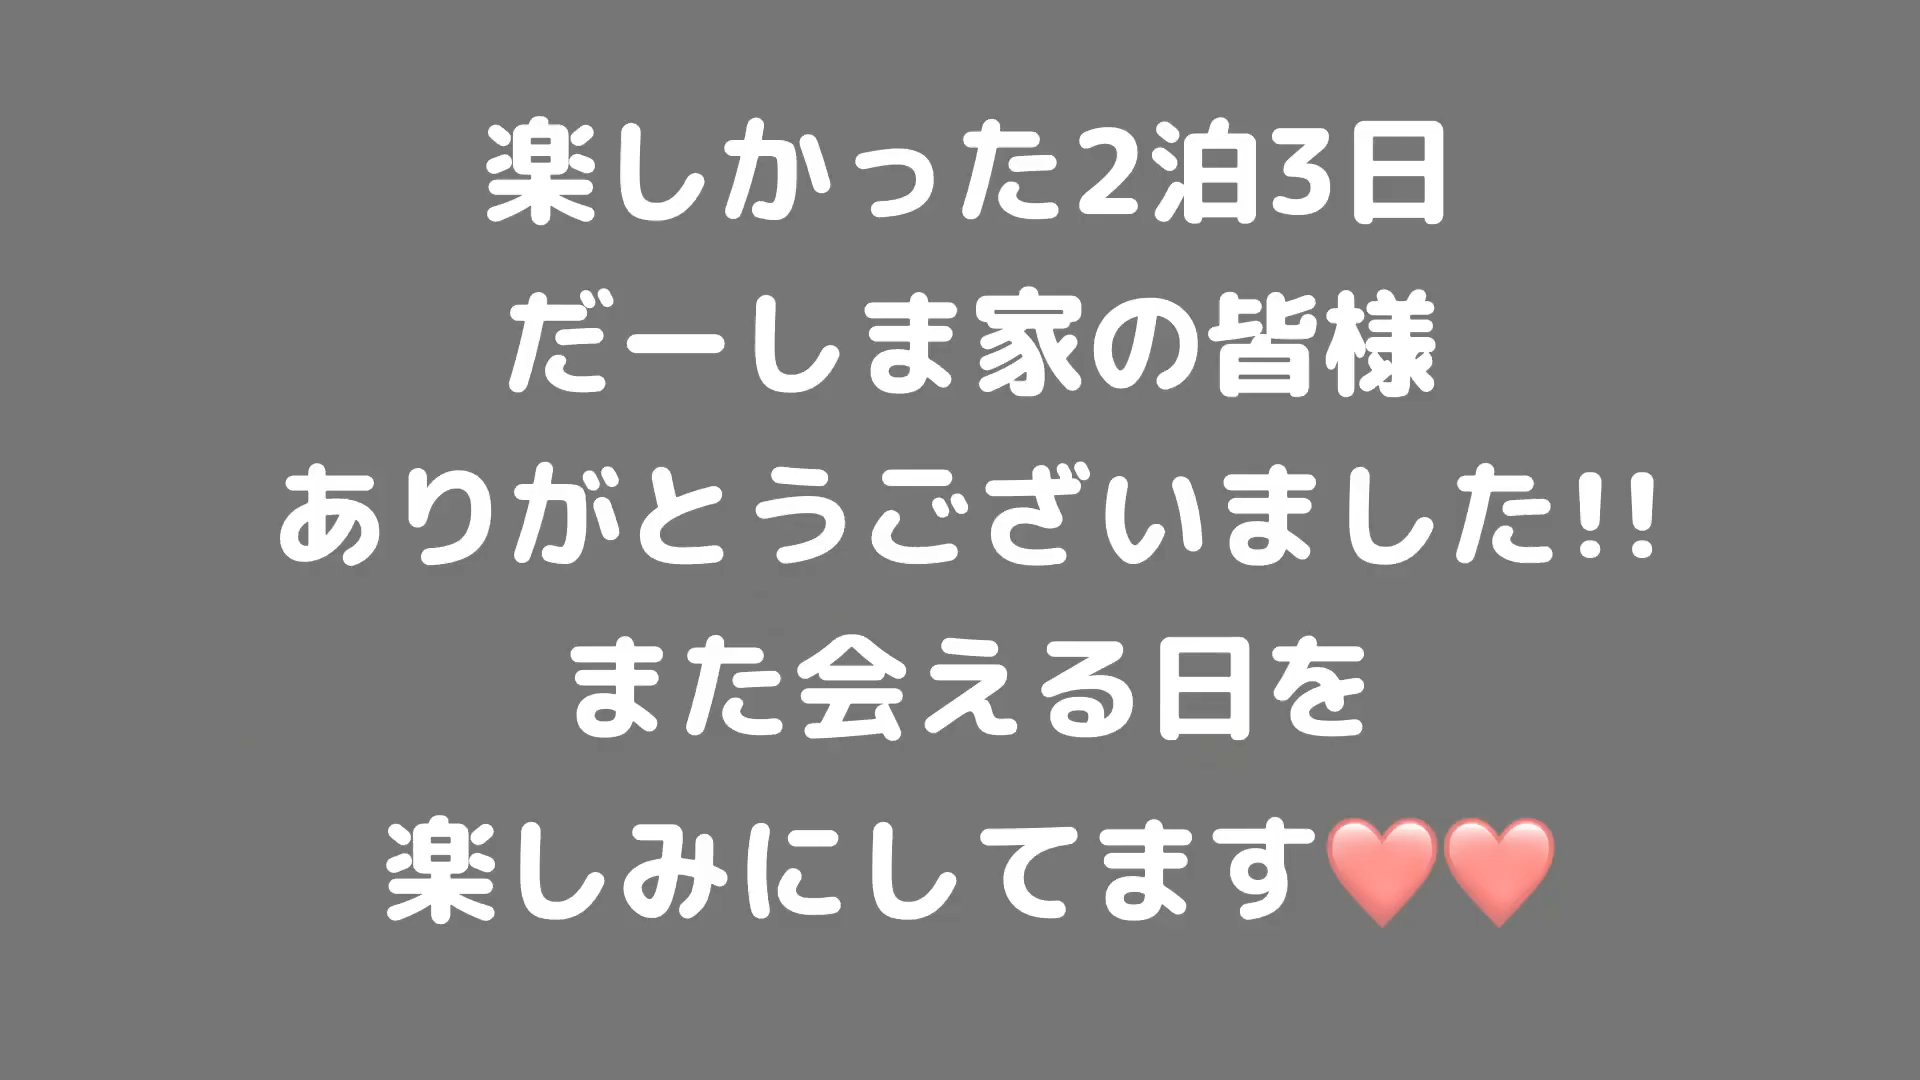 楽しかった2泊3日
だーしま家の皆様
ありがとうございました!!
また会える日を
楽しみにしてます❤️❤️